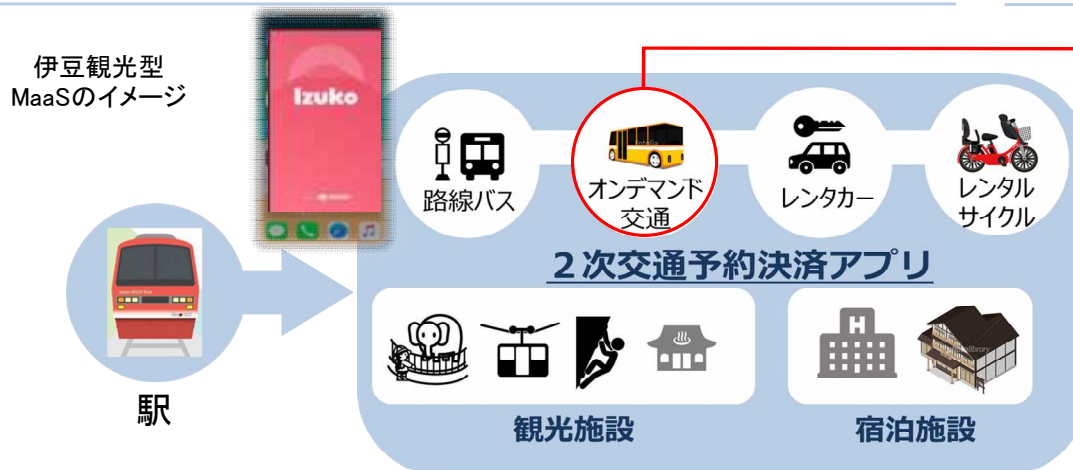 伊豆観光型
MaaSのイメージ
Izuko
路線バス
オンデマンド
交通
レンタカー
レンタル
サイクル
２次交通予約決済アプリ
駅
H
観光施設
宿泊施設